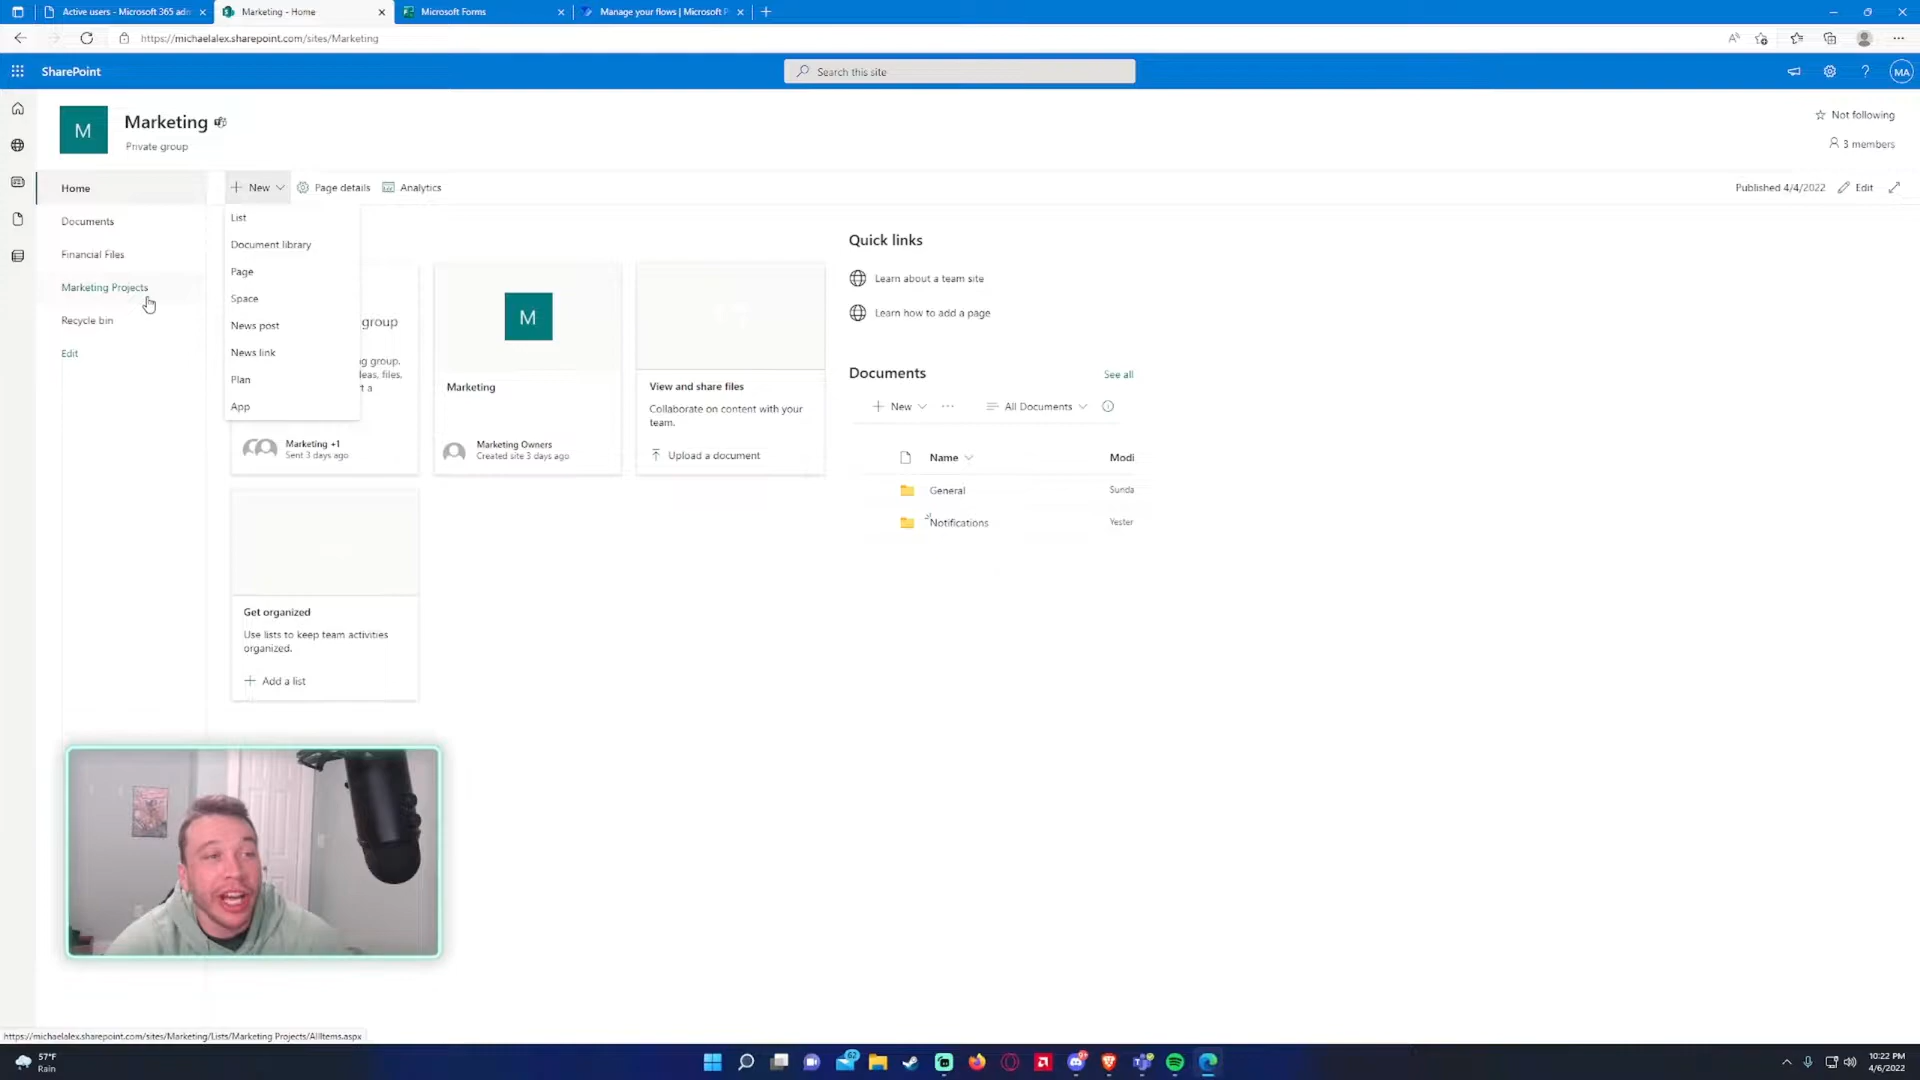 Active users - Microsoft 365 adm
Marketing - Home
Microsoft Forms
Manage your flows | Microsoft P
https://michaelalex.sharepoint.com/sites/Marketing
SharePoint
Search this site
MA
M
Marketing
Private group
Not following
3 members
Home
Documents
Financial Files
Marketing Projects
Recycle bin
Edit
New
Page details
Analytics
Published 4/4/2022
Edit
List
Document library
Page
Space
News post
News link
Plan
App
group
ng group.
deas, files,
rt a
Marketing +1
Sent 3 days ago
M
Marketing
Marketing Owners
Created site 3 days ago
View and share files
Collaborate on content with your
team.
Upload a document
Get organized
Use lists to keep team activities
organized.
Add a list
Quick links
Learn about a team site
Learn how to add a page
Documents
See all
New
All Documents
Name
Modi
General
Sunda
Notifications
Yester
https://michaelalex.sharepoint.com/sites/Marketing/Lists/Marketing Projects/AllItems.aspx
57°F
Rain
62
10:22 PM
4/6/2022